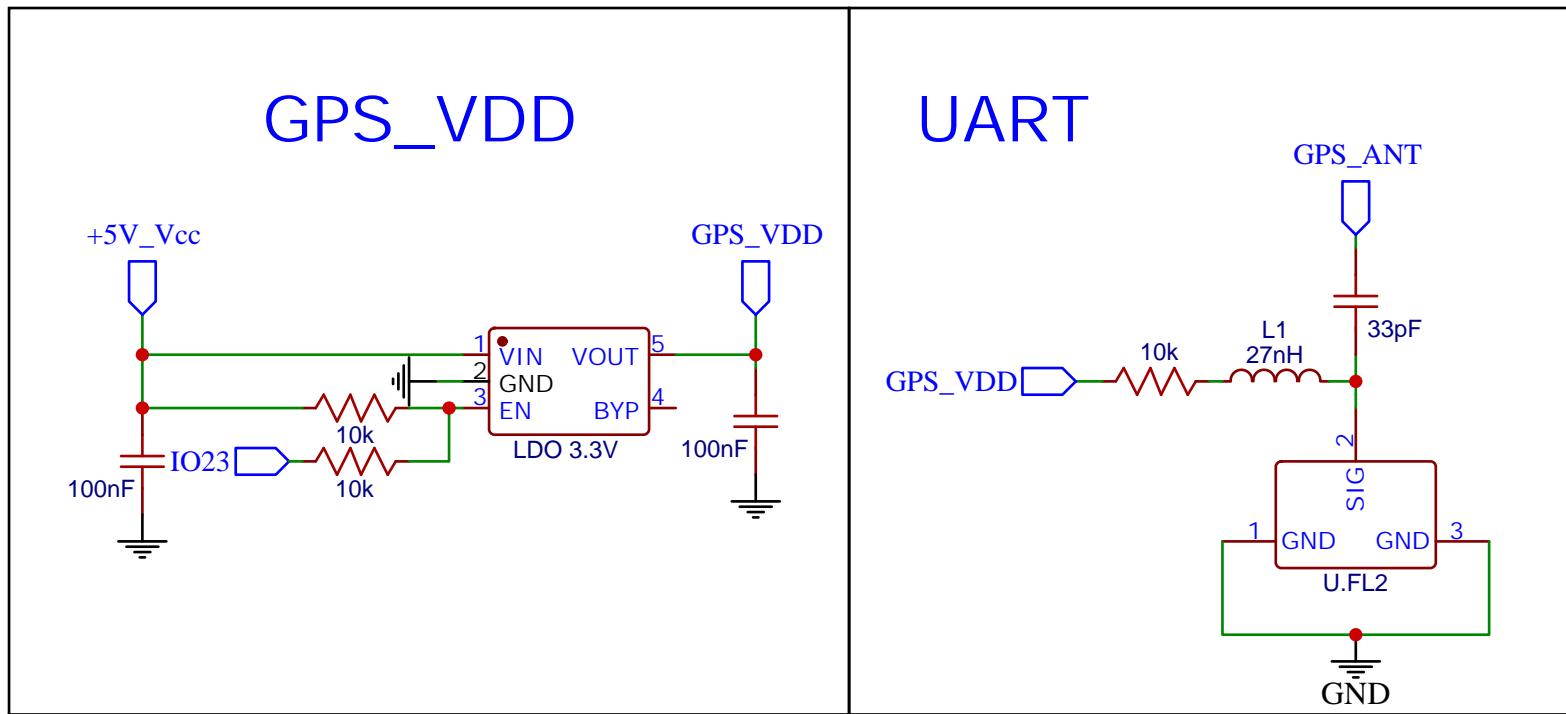 GPS_VDD
+5V_Vcc
GPS_VDD
1
VIN
VOUT
5
2
GND
3
EN
BYP
4
10k
LDO 3.3V
100nF
IO23
100nF
10k
UART
GPS_ANT
33pF
L1
10k
27nH
GPS_VDD
2
SIG
1
GND
GND
3
U.FL2
GND